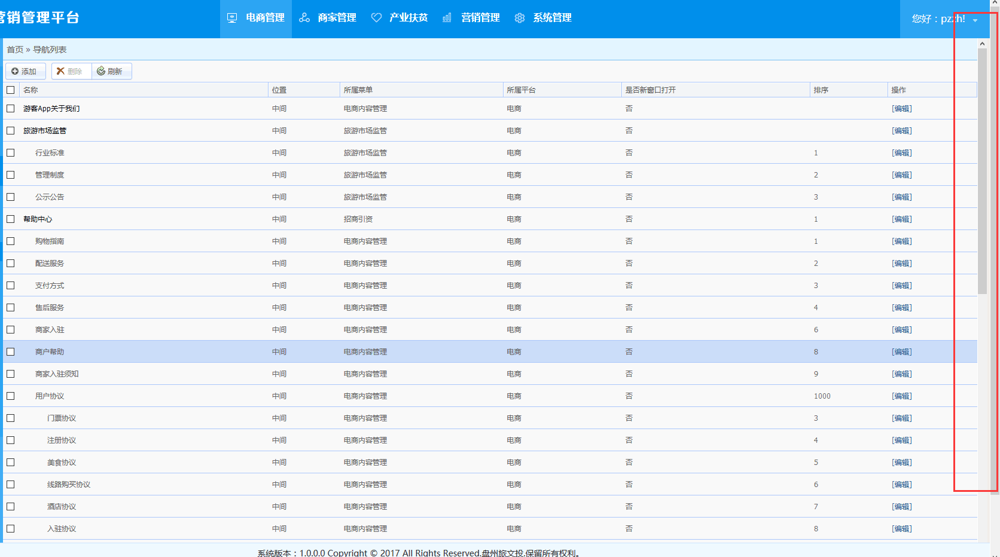 营销管理平台 电商管理 商家管理 产业扶贫 营销管理 系统管理 您好：pzzh!
首页 » 导航列表
添加 删除 刷新
名称 位置 所属菜单 所属平台 是否新窗口打开 排序 操作
游客App关于我们 中间 电商内容管理 电商 否 [编辑]
旅游市场监管 中间 旅游市场监管 电商 否 [编辑]
行业标准 中间 旅游市场监管 电商 否 1 [编辑]
管理制度 中间 旅游市场监管 电商 否 2 [编辑]
公示公告 中间 旅游市场监管 电商 否 3 [编辑]
帮助中心 中间 招商引资 电商 否 1 [编辑]
购物指南 中间 电商内容管理 电商 否 1 [编辑]
配送服务 中间 电商内容管理 电商 否 2 [编辑]
支付方式 中间 电商内容管理 电商 否 3 [编辑]
售后服务 中间 电商内容管理 电商 否 4 [编辑]
商家入驻 中间 电商内容管理 电商 否 6 [编辑]
商户帮助 中间 电商内容管理 电商 否 8 [编辑]
商家入驻须知 中间 电商内容管理 电商 否 9 [编辑]
用户协议 中间 电商内容管理 电商 否 1000 [编辑]
门票协议 中间 电商内容管理 电商 否 3 [编辑]
注册协议 中间 电商内容管理 电商 否 4 [编辑]
美食协议 中间 电商内容管理 电商 否 5 [编辑]
线路购买协议 中间 电商内容管理 电商 否 6 [编辑]
酒店协议 中间 电商内容管理 电商 否 7 [编辑]
入驻协议 中间 电商内容管理 电商 否 8 [编辑]
系统版本：1.0.0.0 Copyright © 2017 All Rights Reserved.盘州旅文投.保留所有权利。